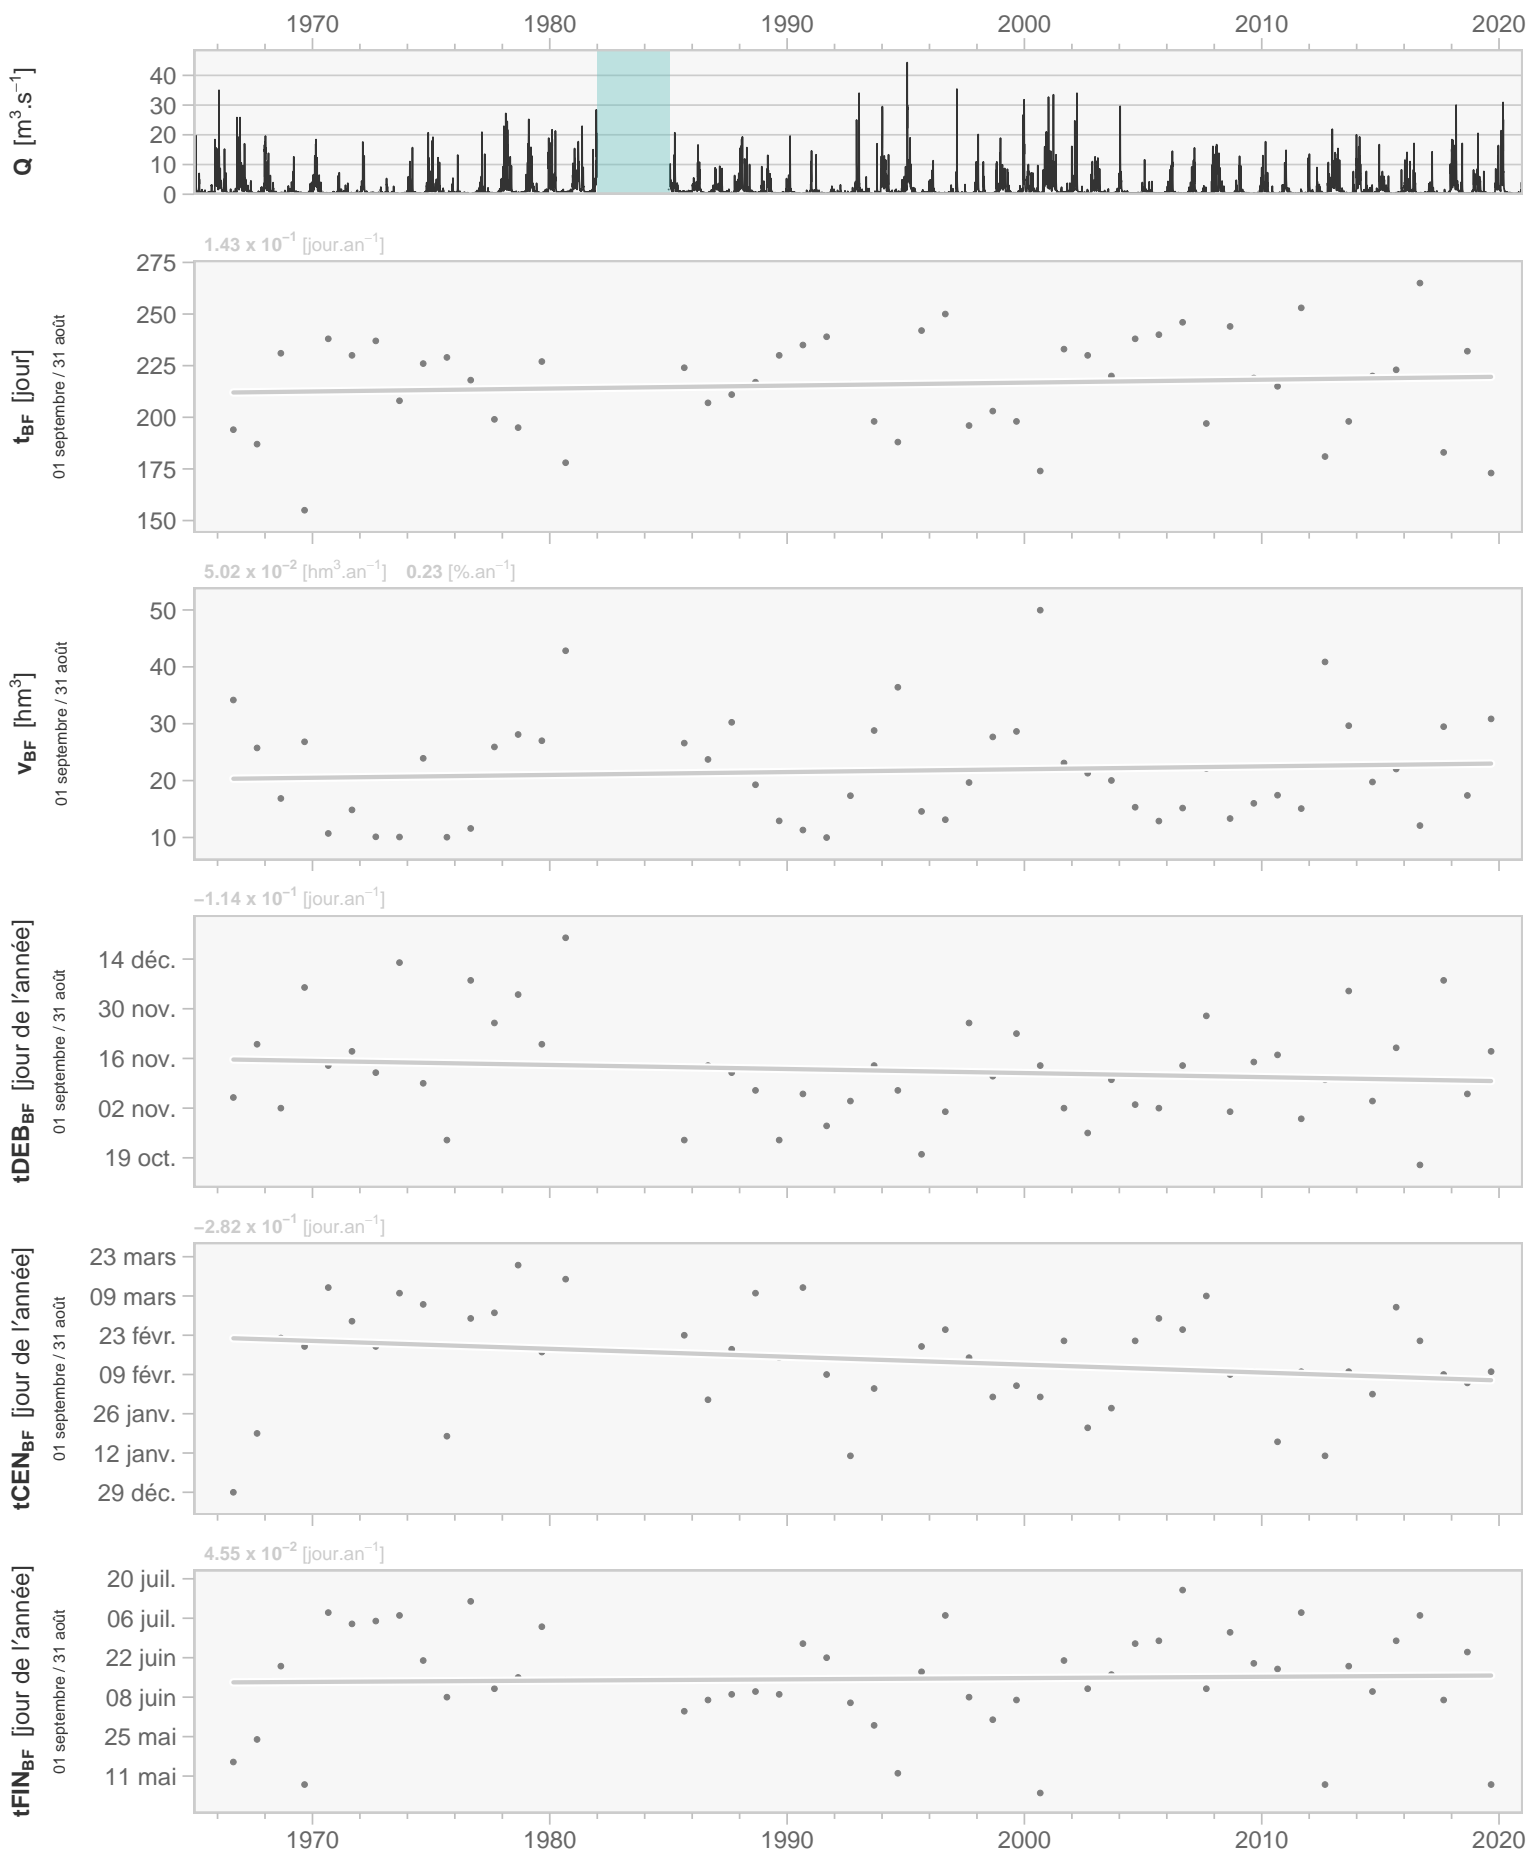 1970 1980 1990 2000 2010 2020
Q [m³.s⁻¹]
40
30
20
10
0
1.43 x 10⁻¹ [jour.an⁻¹]
t_BF [jour]
01 septembre / 31 août
275
250
225
200
175
150
5.02 x 10⁻² [hm³.an⁻¹] 0.23 [%.an⁻¹]
v_BF [hm³]
01 septembre / 31 août
50
40
30
20
10
−1.14 x 10⁻¹ [jour.an⁻¹]
tDEB_BF [jour de l'année]
01 septembre / 31 août
14 déc.
30 nov.
16 nov.
02 nov.
19 oct.
−2.82 x 10⁻¹ [jour.an⁻¹]
tCEN_BF [jour de l'année]
01 septembre / 31 août
23 mars
09 mars
23 févr.
09 févr.
26 janv.
12 janv.
29 déc.
4.55 x 10⁻² [jour.an⁻¹]
tFIN_BF [jour de l'année]
01 septembre / 31 août
20 juil.
06 juil.
22 juin
08 juin
25 mai
11 mai
1970 1980 1990 2000 2010 2020